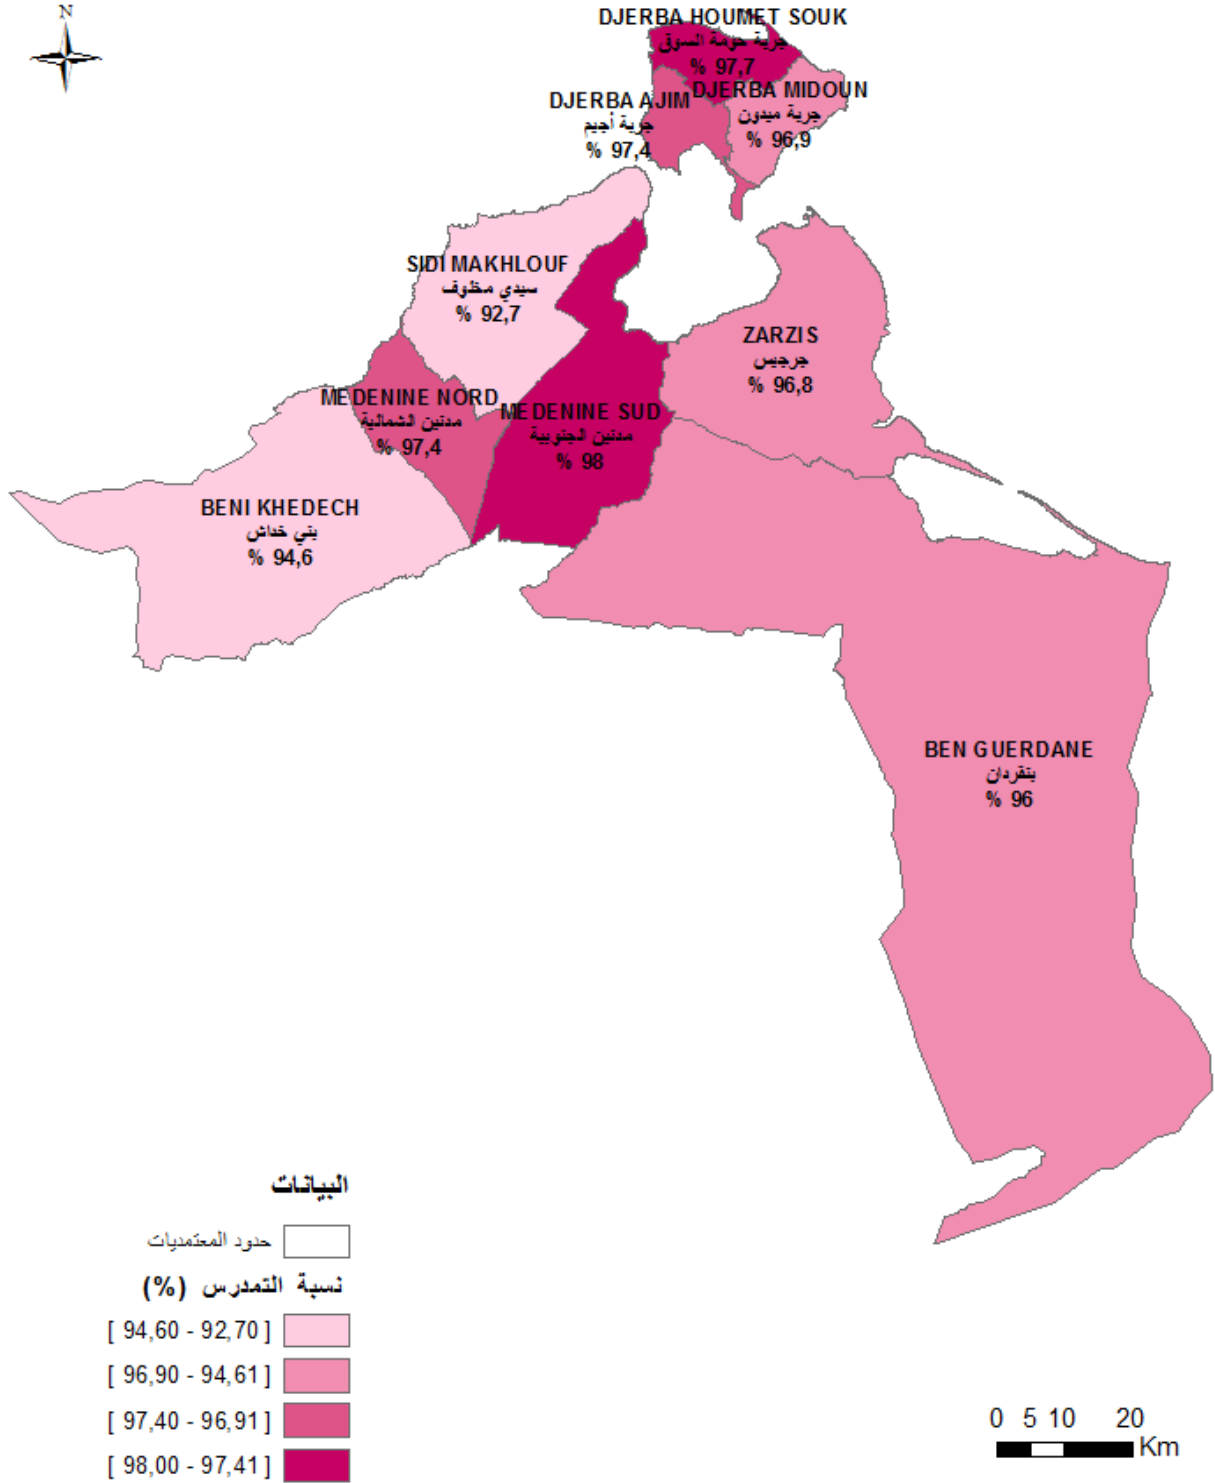 N
DJERBA HOUMET SOUK
جربة حومة السوق
% 97,7
DJERBA MIDOUN
جربة ميدون
% 96,9
DJERBA AJIM
جربة أجيم
% 97,4
SIDI MAKHLOUF
سيدي مخلوف
% 92,7
ZARZIS
جرجيس
% 96,8
MEDENINE NORD
مدنين الشمالية
% 97,4
MEDENINE SUD
مدنين الجنوبية
% 98
BENI KHEDECH
بني خداش
% 94,6
BEN GUERDANE
بنقردان
% 96
البيانات
حدود المعتمديات
نسبة التمدرس (%)
[ 94,60 - 92,70 ]
[ 96,90 - 94,61 ]
[ 97,40 - 96,91 ]
[ 98,00 - 97,41 ]
0 5 10 20
Km